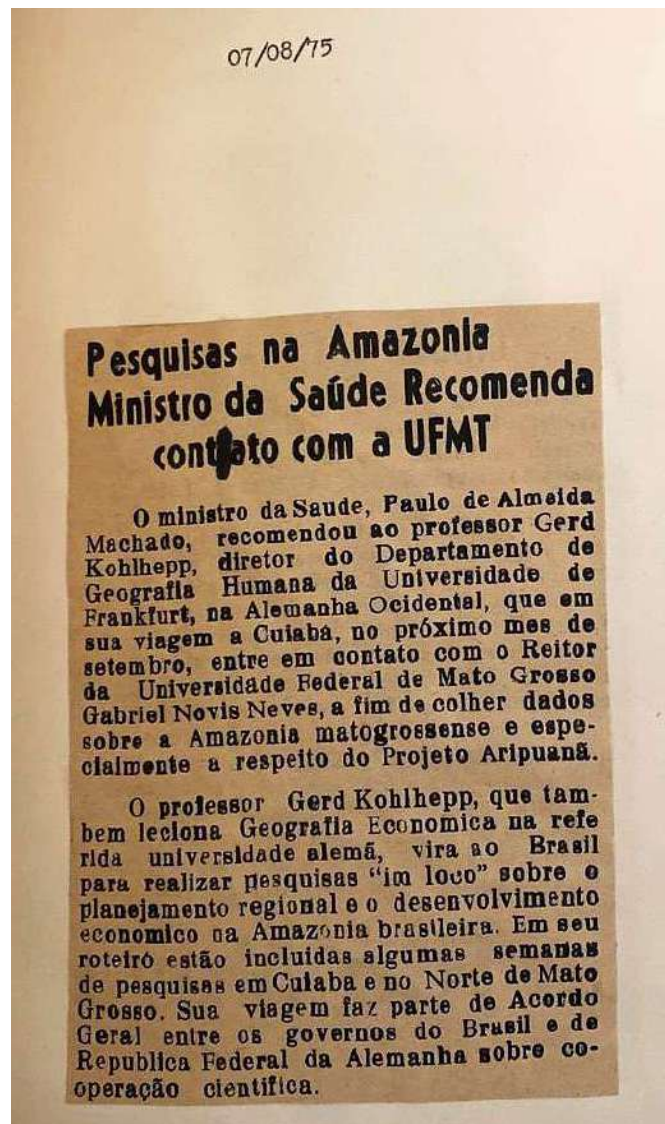 07/08/75
Pesquisas na Amazonia
Ministro da Saúde Recomenda
contato com a UFMT
O ministro da Saude, Paulo de Almeida
Machado, recomendou ao professor Gerd
Kohlhepp, diretor do Departamento de
Geografia Humana da Universidade de
Frankfurt, na Alemanha Ocidental, que em
sua viagem a Cuiabá, no próximo mes de
setembro, entre em contato com o Reitor
da Universidade Federal de Mato Grosso
Gabriel Novis Neves, a fim de colher dados
sobre a Amazonia matogrossense e espe-
cialmente a respeito do Projeto Aripuanã.
O professor Gerd Kohlhepp, que tam-
bem leciona Geografia Economica na refe
rida universidade alemã, vira ao Brasil
para realizar pesquisas “im loco” sobre o
planejamento regional e o desenvolvimento
economico na Amazonia brasileira. Em seu
roteiro estão incluidas algumas semanas
de pesquisas em Cuiaba e no Norte de Mato
Grosso. Sua viagem faz parte de Acordo
Geral entre os governos do Brasil e de
Republica Federal da Alemanha sobre co-
operação cientifica.